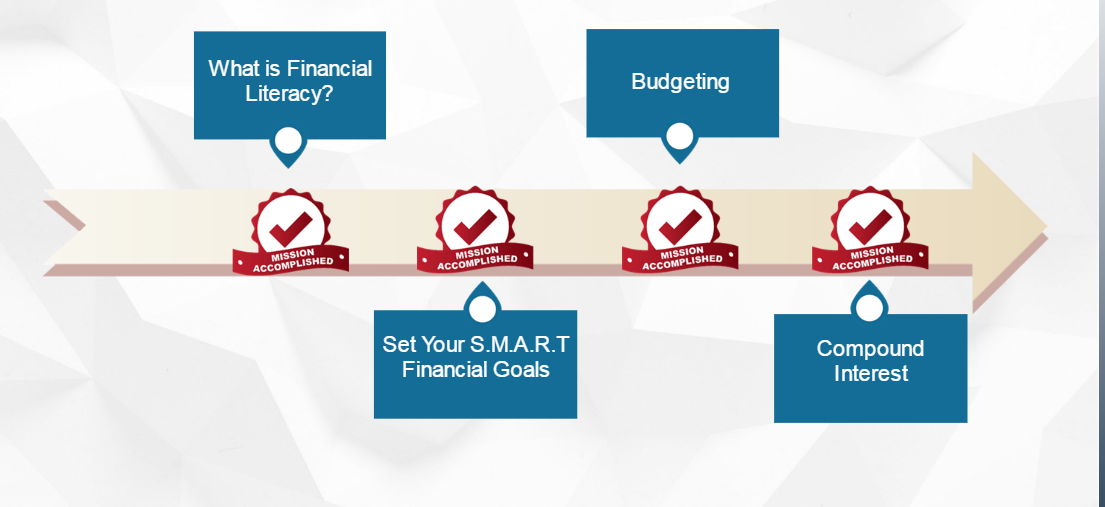 What is Financial
Literacy?
Budgeting
MISSION
ACCOMPLISHED
MISSION
ACCOMPLISHED
MISSION
ACCOMPLISHED
MISSION
ACCOMPLISHED
Set Your S.M.A.R.T
Financial Goals
Compound
Interest